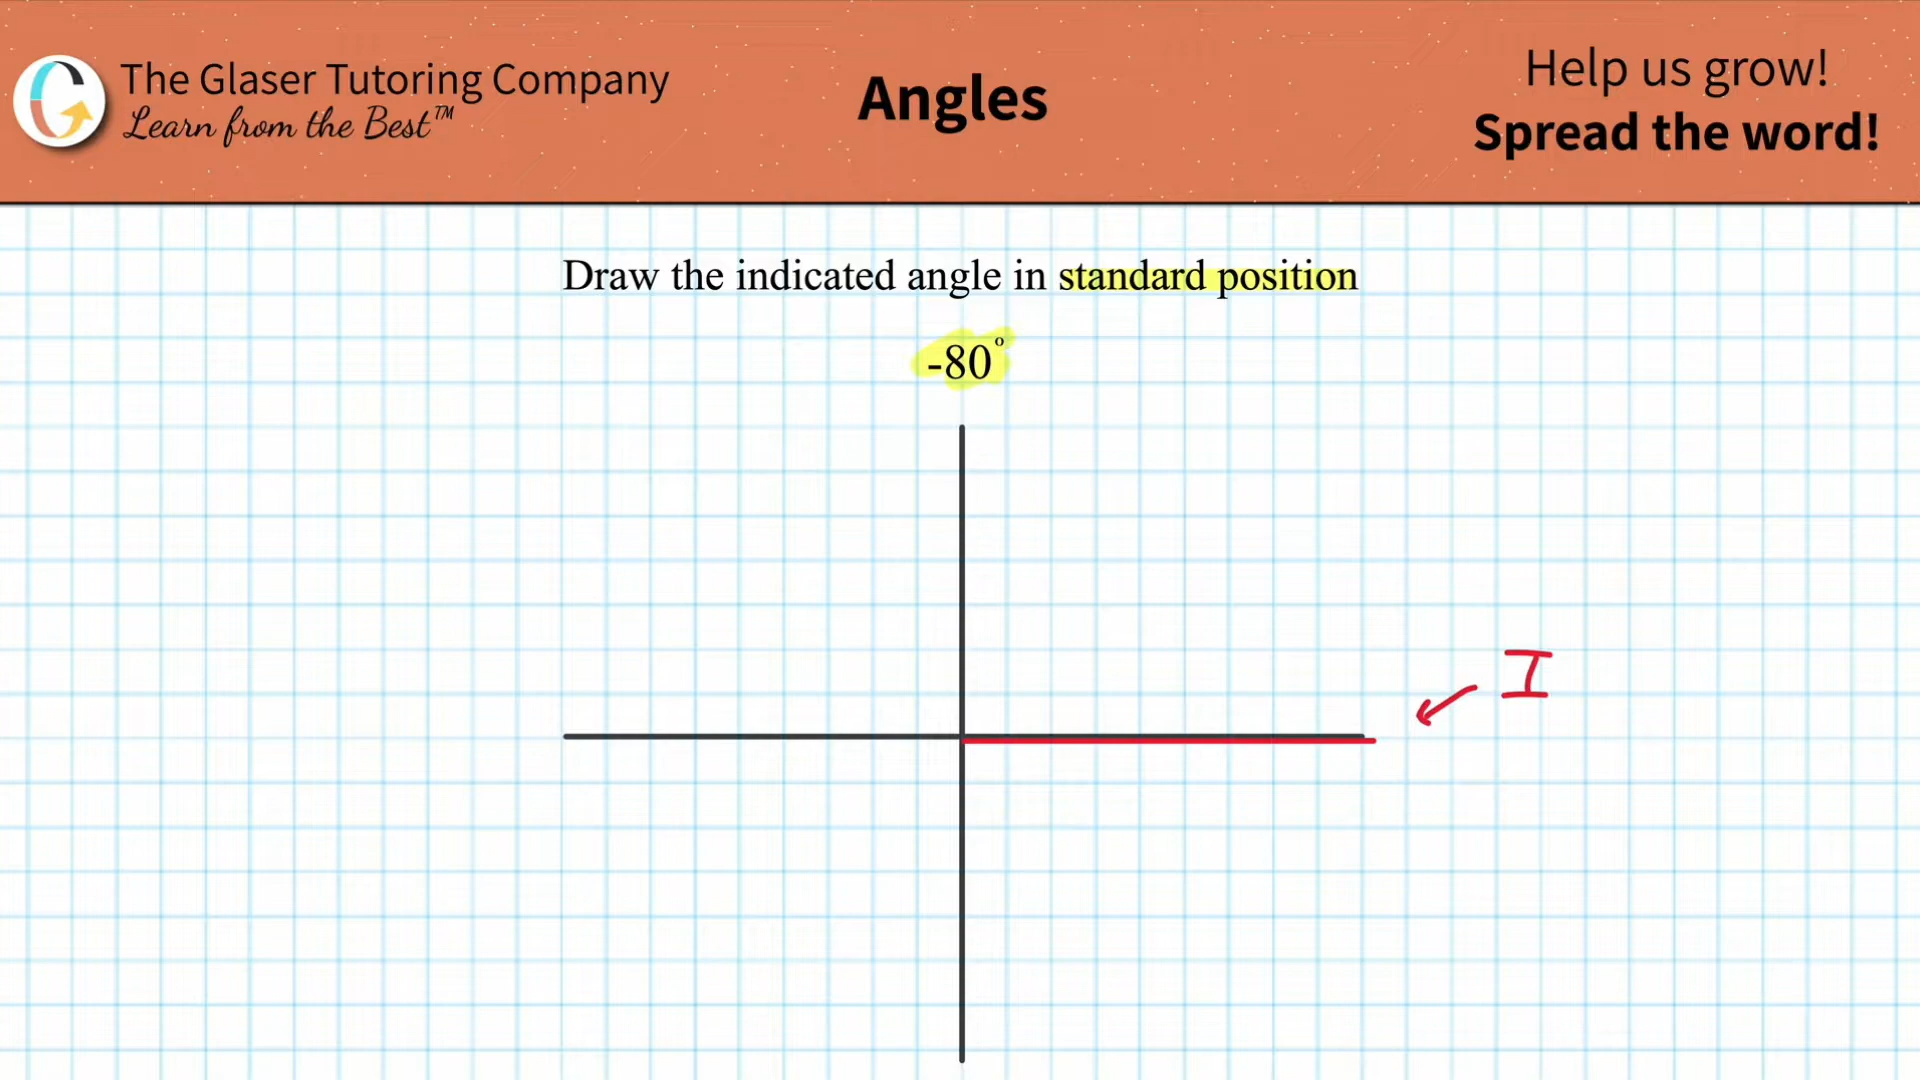 The Glaser Tutoring Company
Learn from the Best™
Angles
Help us grow!
Spread the word!
Draw the indicated angle in standard position
-80°
I